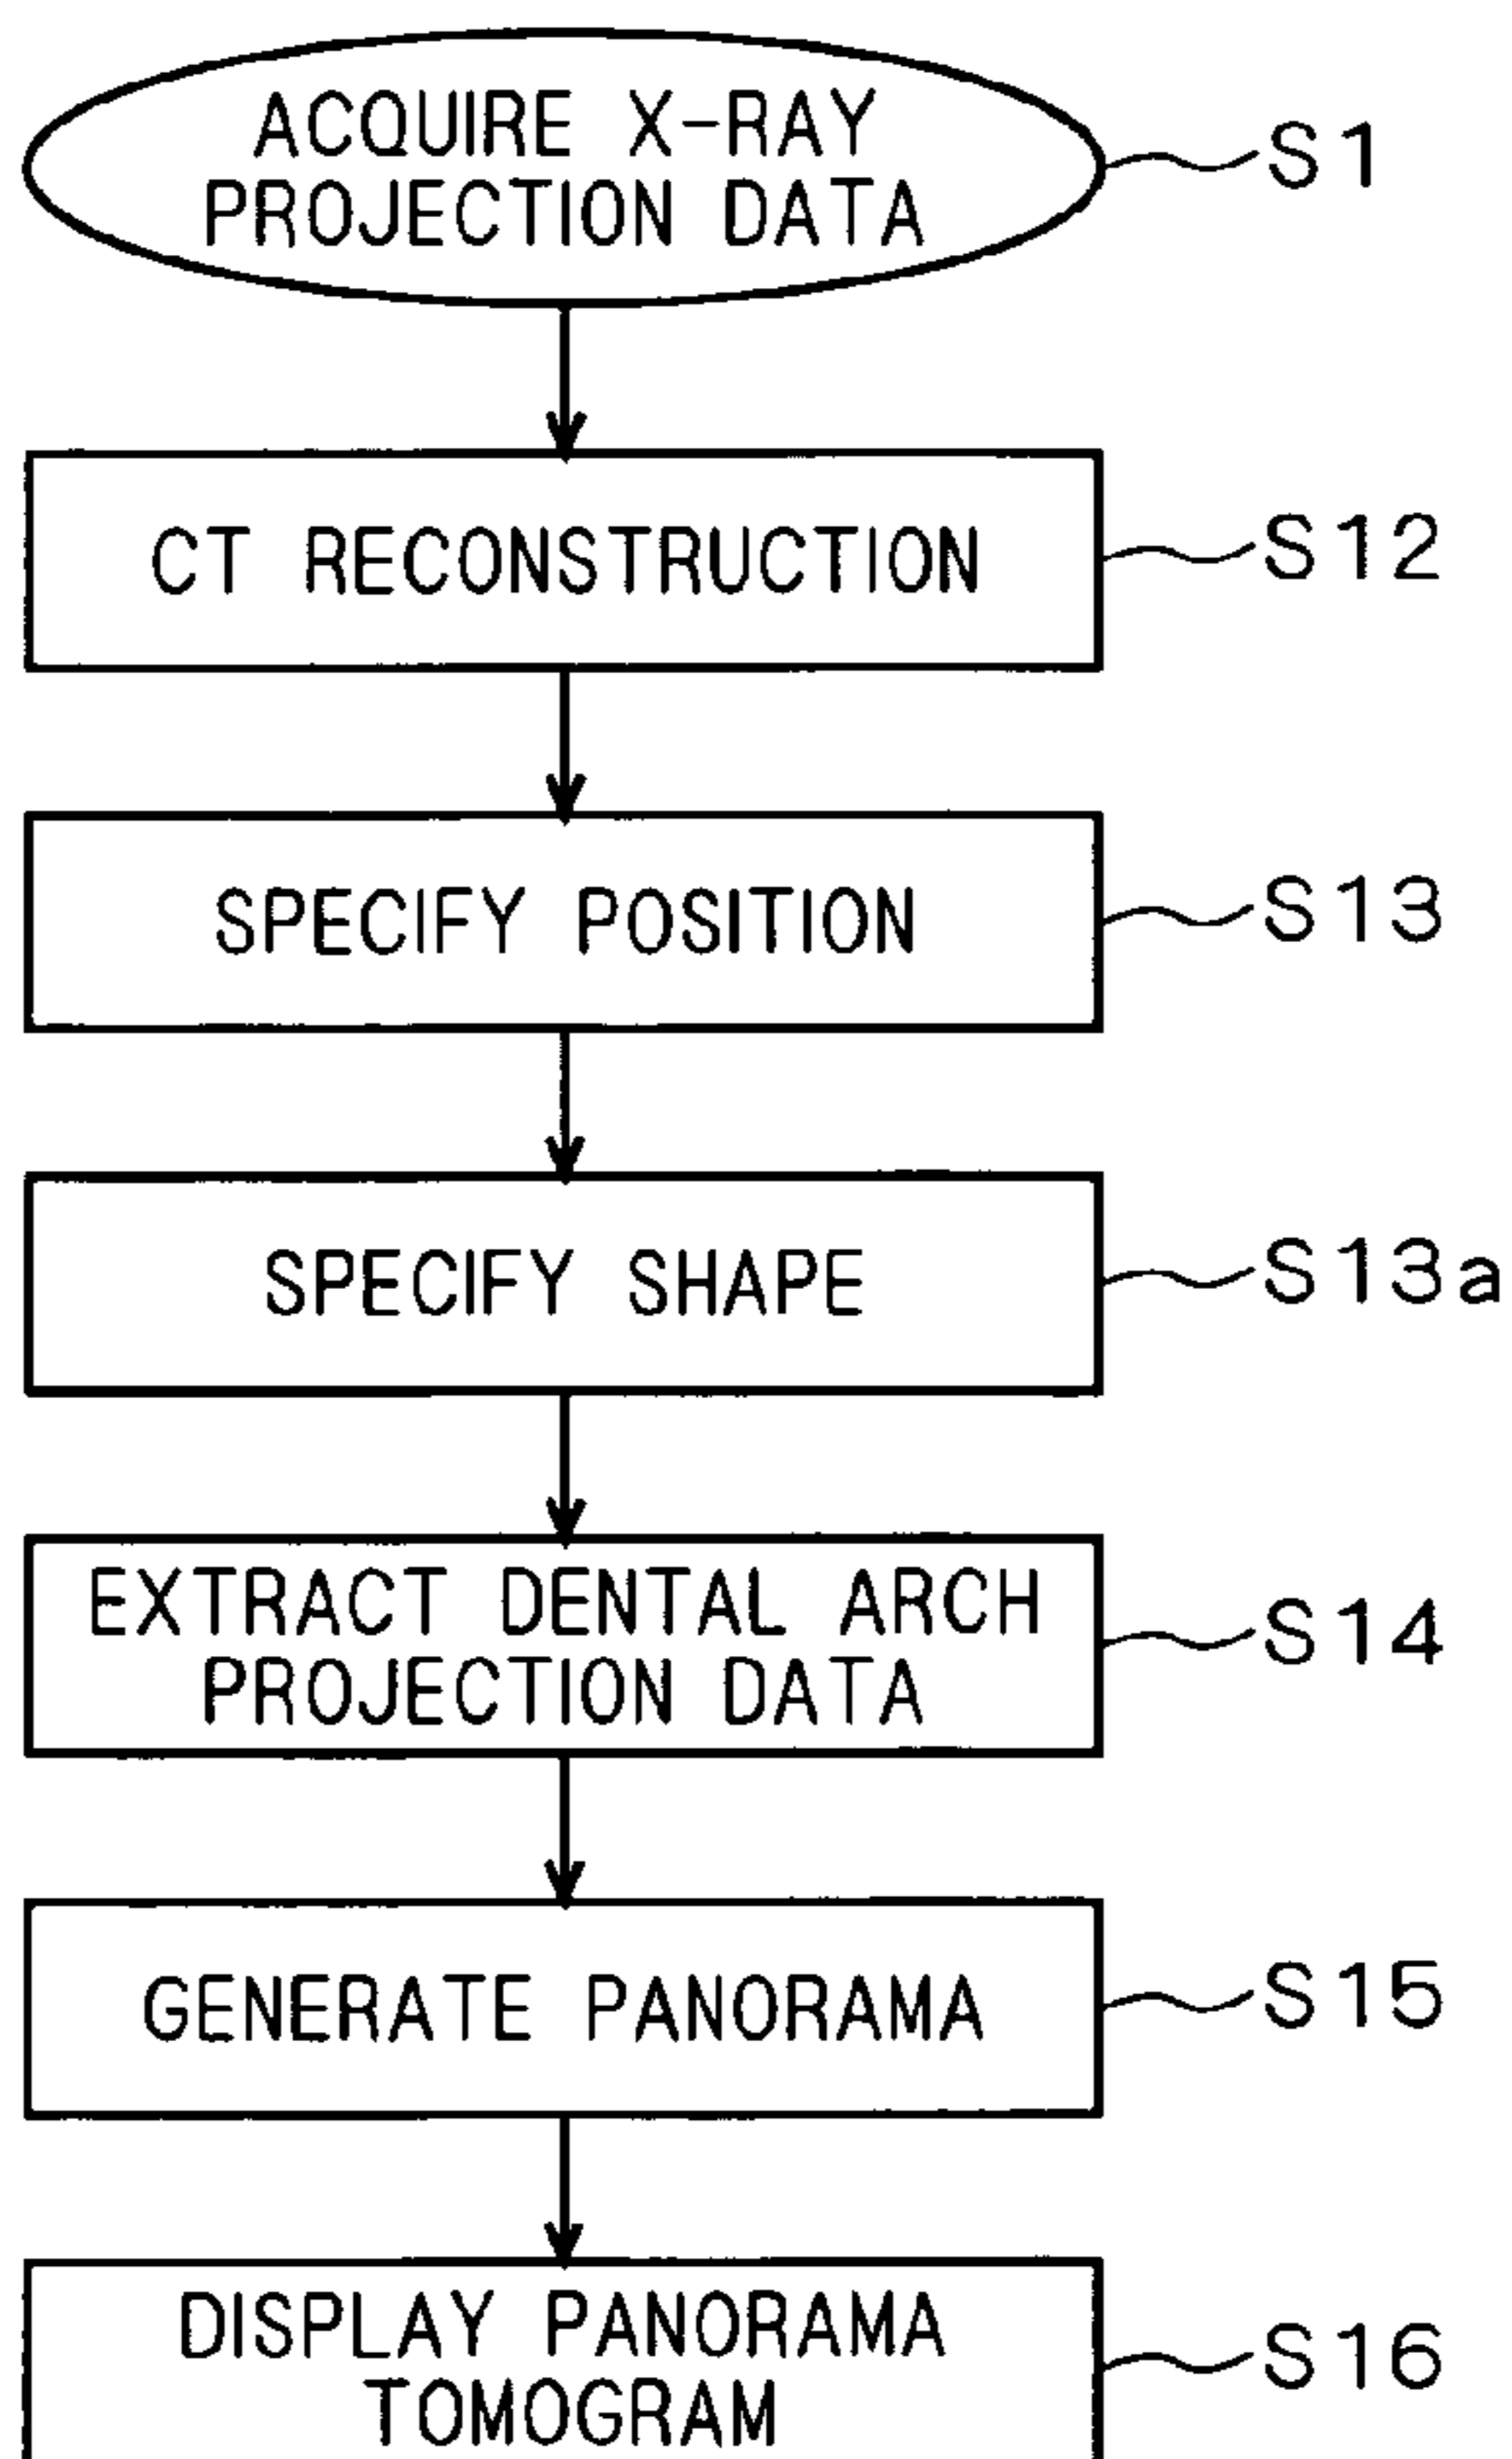 ACQUIRE X-RAY
PROJECTION DATA
S1
CT RECONSTRUCTION
S12
SPECIFY POSITION
S13
SPECIFY SHAPE
S13a
EXTRACT DENTAL ARCH
PROJECTION DATA
S14
GENERATE PANORAMA
S15
DISPLAY PANORAMA
TOMOGRAM
S16